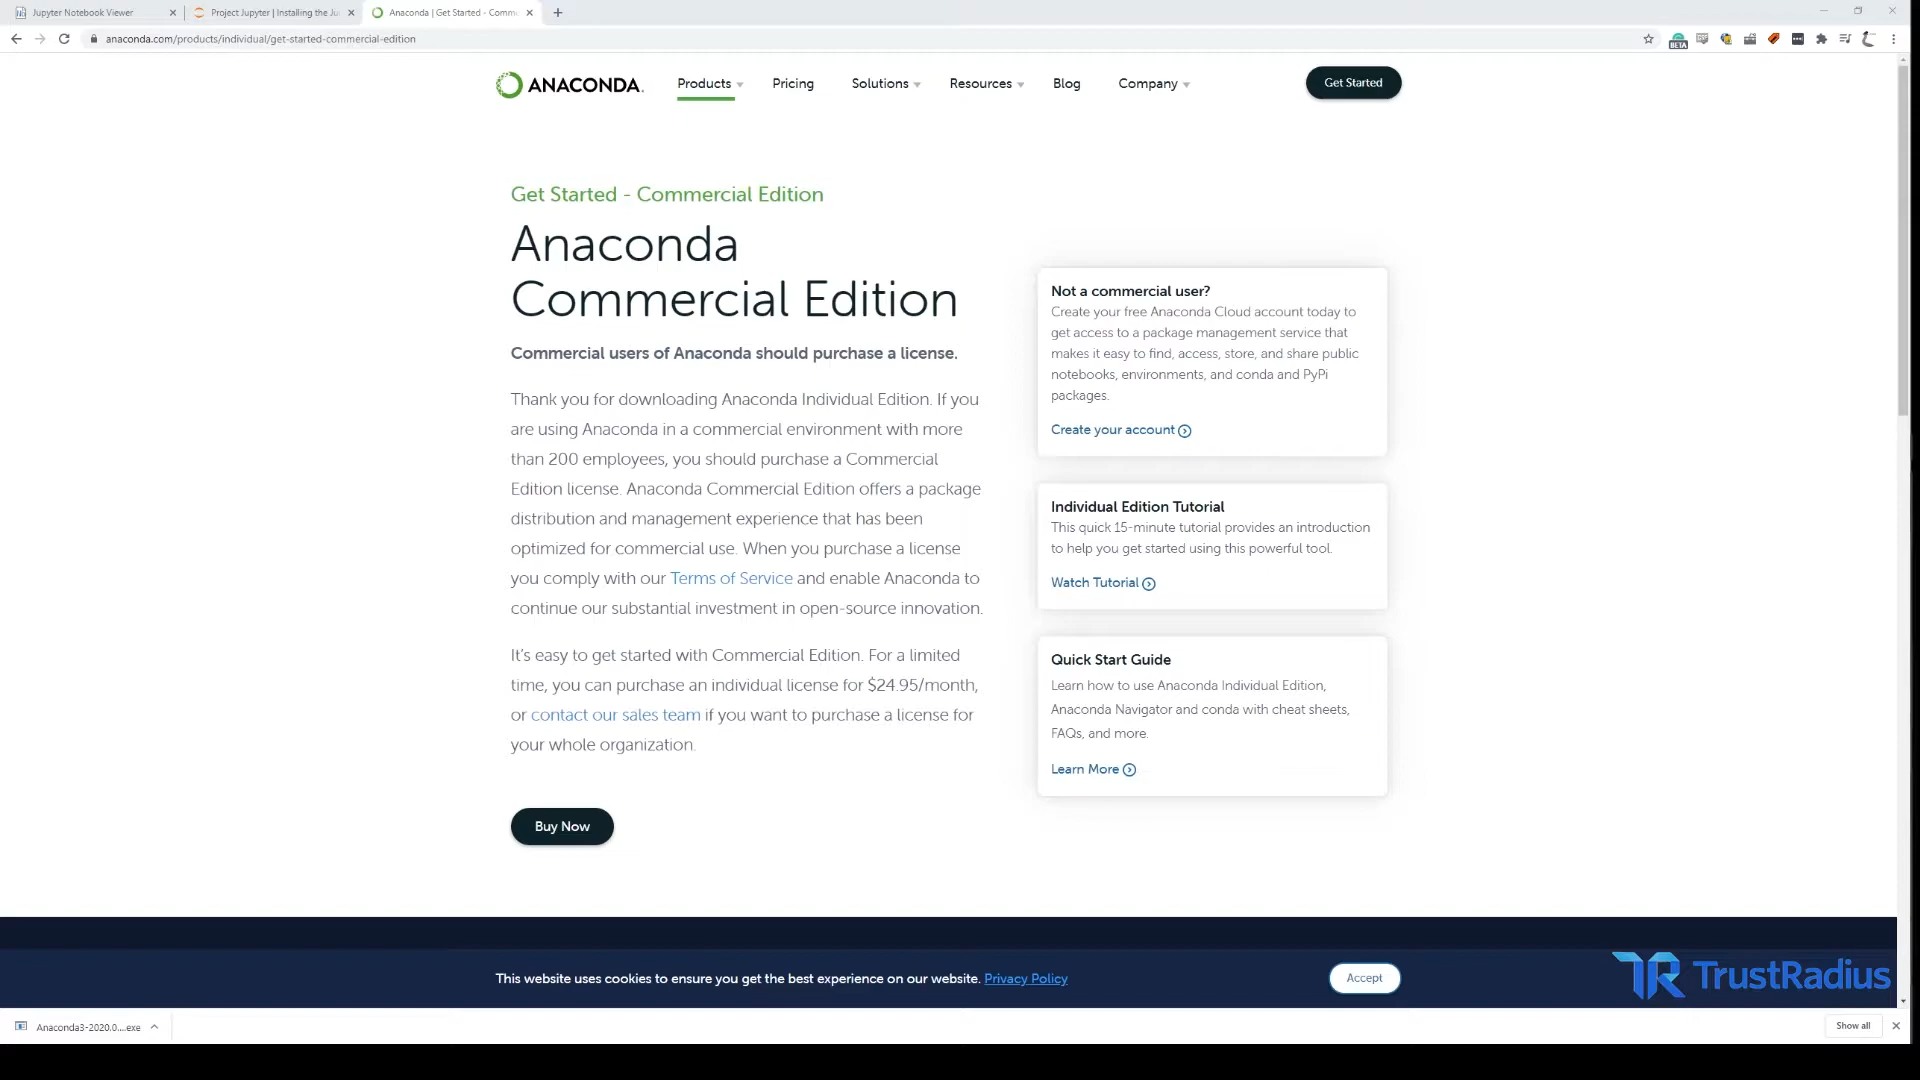 Jupyter Notebook Viewer
Project Jupyter | Installing the Ju
Anaconda | Get Started - Comme
anaconda.com/products/individual/get-started-commercial-edition
BETA
ANACONDA.
Products
Pricing
Solutions
Resources
Blog
Company
Get Started
Get Started - Commercial Edition
Anaconda
Commercial Edition
Commercial users of Anaconda should purchase a license.
Thank you for downloading Anaconda Individual Edition. If you
are using Anaconda in a commercial environment with more
than 200 employees, you should purchase a Commercial
Edition license. Anaconda Commercial Edition offers a package
distribution and management experience that has been
optimized for commercial use. When you purchase a license
you comply with our Terms of Service and enable Anaconda to
continue our substantial investment in open-source innovation.
It's easy to get started with Commercial Edition. For a limited
time, you can purchase an individual license for $24.95/month,
or contact our sales team if you want to purchase a license for
your whole organization.
Buy Now
Not a commercial user?
Create your free Anaconda Cloud account today to
get access to a package management service that
makes it easy to find, access, store, and share public
notebooks, environments, and conda and PyPi
packages.
Create your account
Individual Edition Tutorial
This quick 15-minute tutorial provides an introduction
to help you get started using this powerful tool.
Watch Tutorial
Quick Start Guide
Learn how to use Anaconda Individual Edition,
Anaconda Navigator and conda with cheat sheets,
FAQs, and more.
Learn More
This website uses cookies to ensure you get the best experience on our website. Privacy Policy
Accept
TrustRadius
Anaconda3-2020.0....exe
Show all